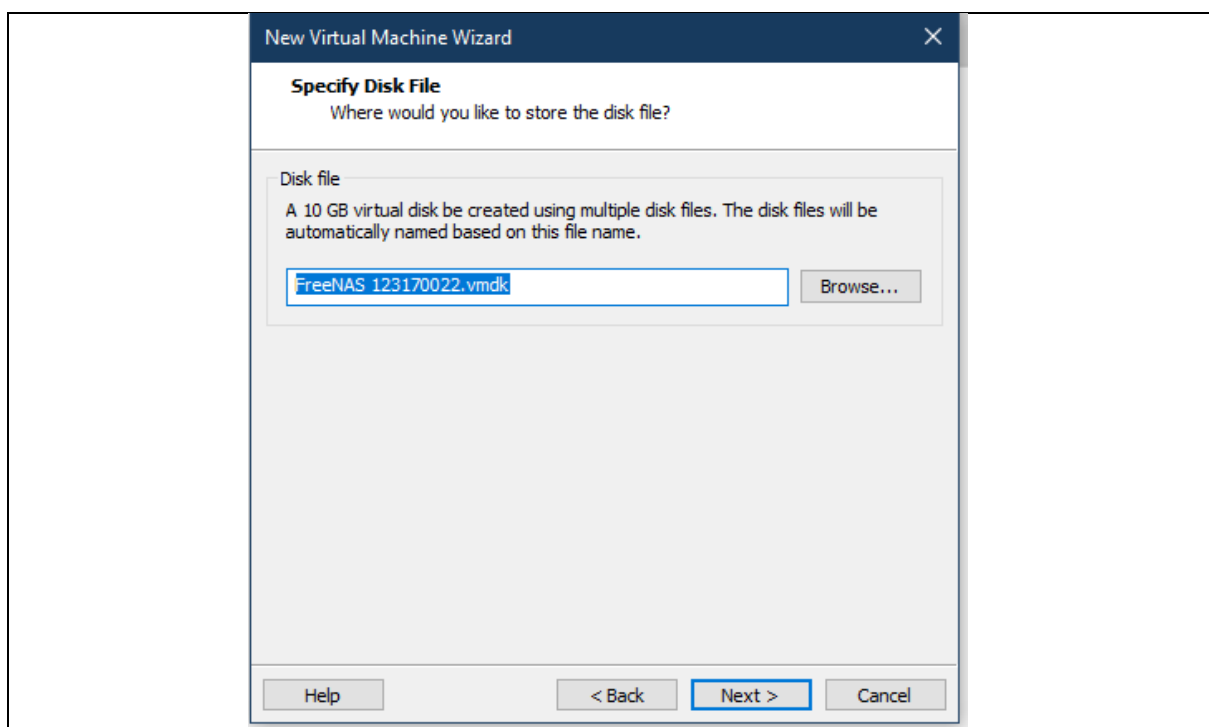 New Virtual Machine Wizard
Specify Disk File
Where would you like to store the disk file?
Disk file
A 10 GB virtual disk be created using multiple disk files. The disk files will be
automatically named based on this file name.
FreeNAS 123170022.vmdk
Browse...
Help
< Back
Next >
Cancel